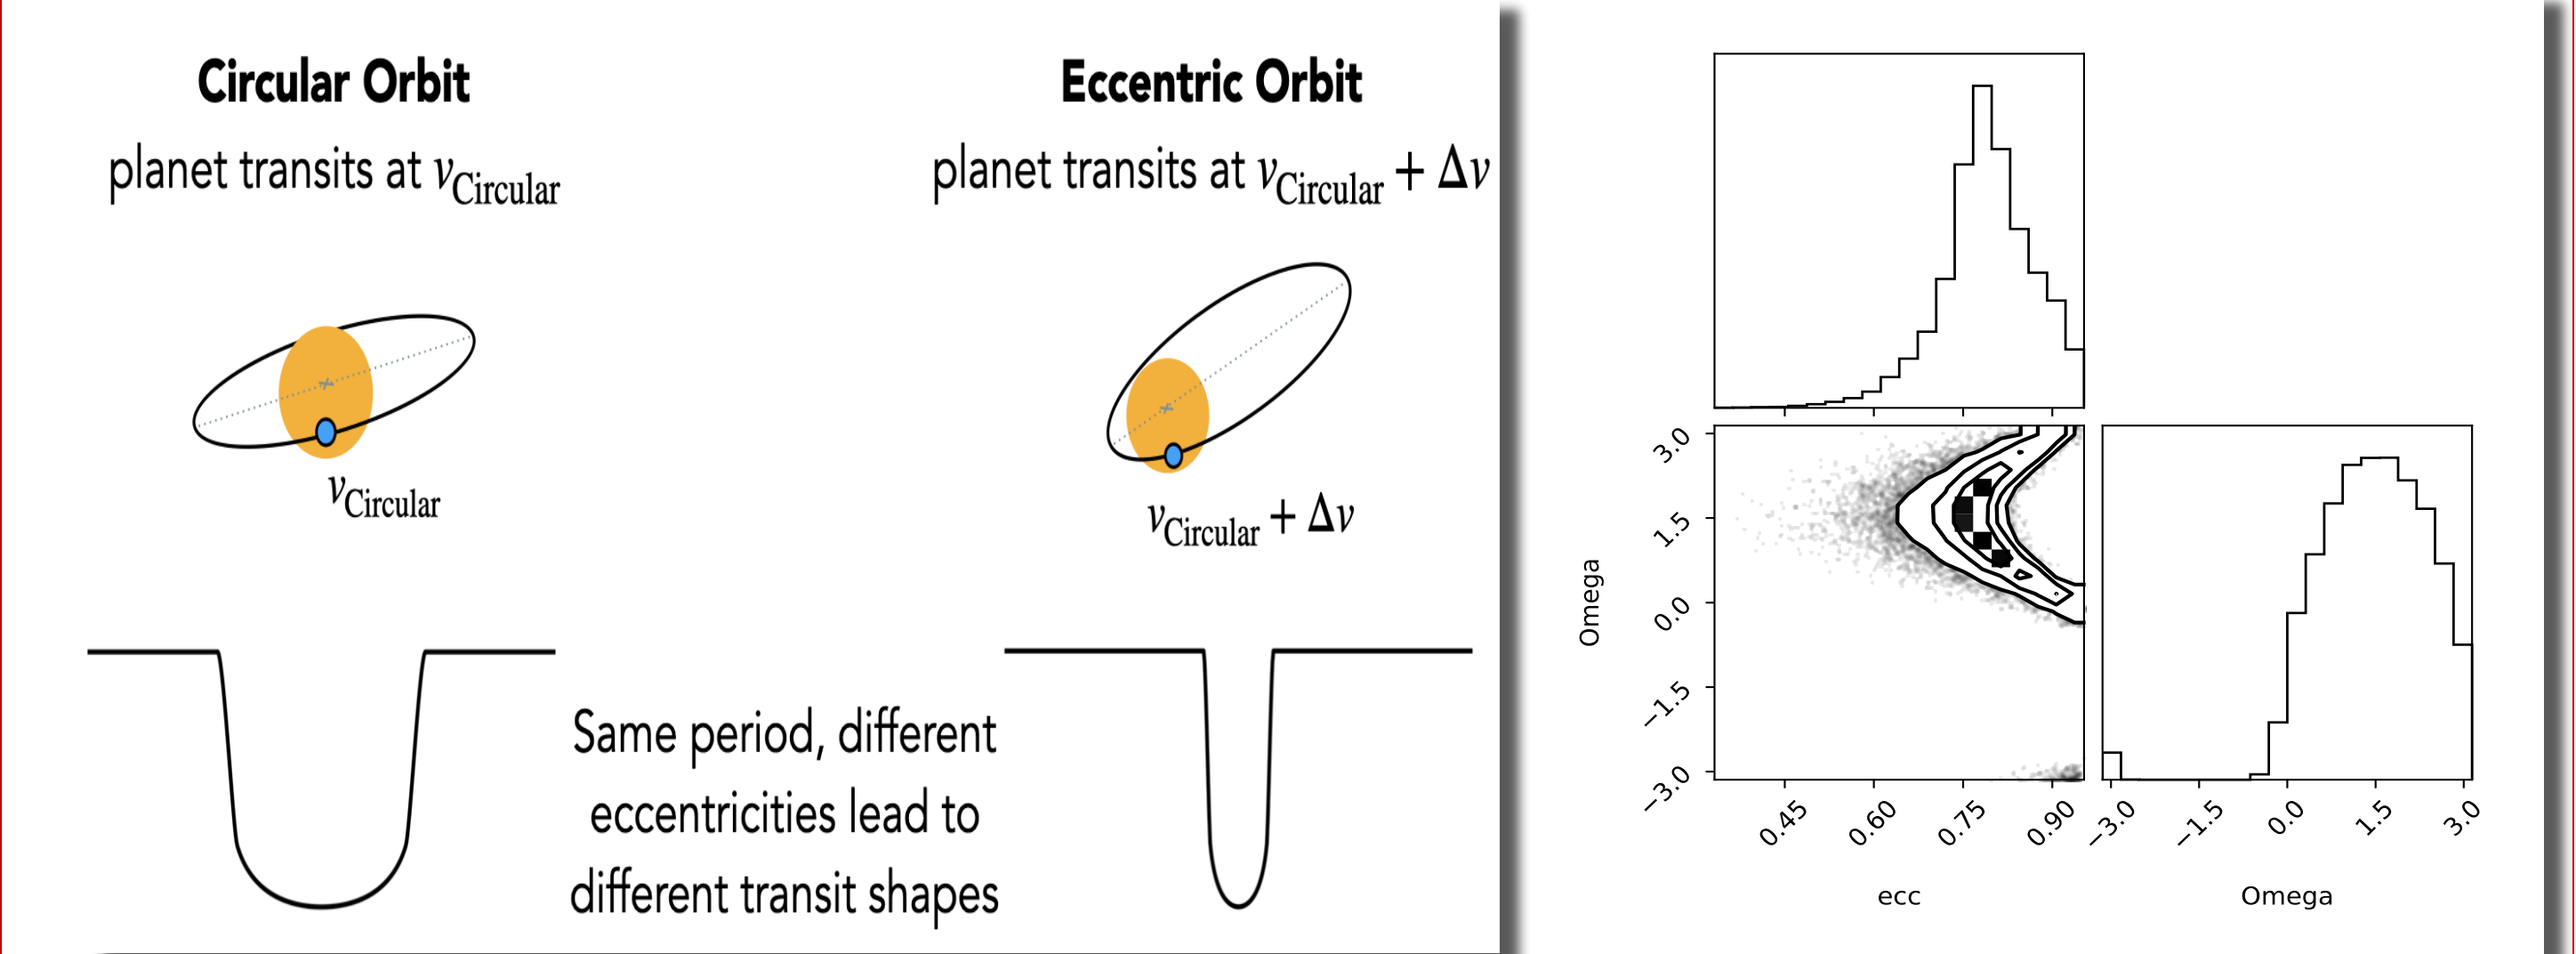 Circular Orbit
planet transits at vCircular
vCircular
Eccentric Orbit
planet transits at vCircular + Δv
vCircular + Δv
Same period, different
eccentricities lead to
different transit shapes
3.0
1.5
0.0
−1.5
−3.0
Omega
0.45
0.60
0.75
0.90
ecc
−3.0
−1.5
0.0
1.5
3.0
Omega